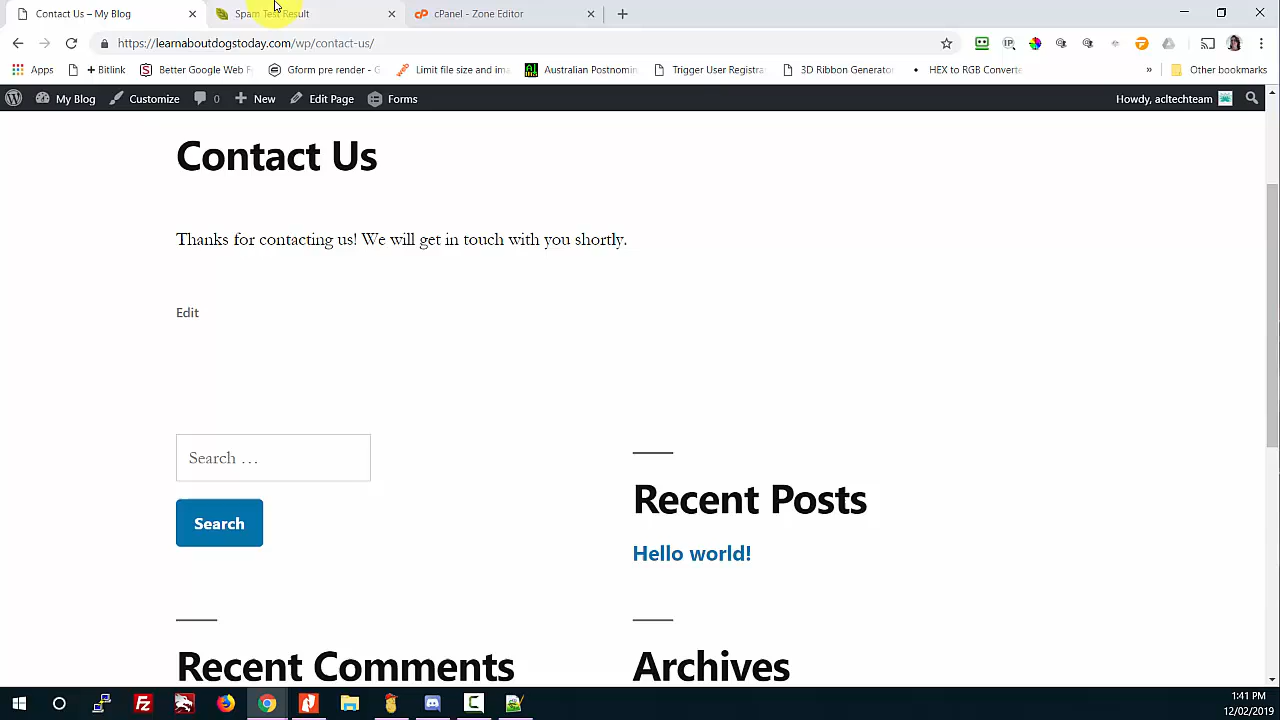 Contact Us – My Blog
Spam Test Result
cPanel - Zone Editor
https://learnaboutdogstoday.com/wp/contact-us/
Apps
+ Bitlink
Better Google Web F
Gform pre render - G
Limit file size and ima
Australian Postnomin
Trigger User Registra
3D Ribbon Generator
HEX to RGB Converte
»
Other bookmarks
My Blog
Customize
0
New
Edit Page
Forms
Howdy, acltechteam
Contact Us
Thanks for contacting us! We will get in touch with you shortly.
Edit
Search …
Search
Recent Posts
Hello world!
Recent Comments
Archives
1:41 PM
12/02/2019